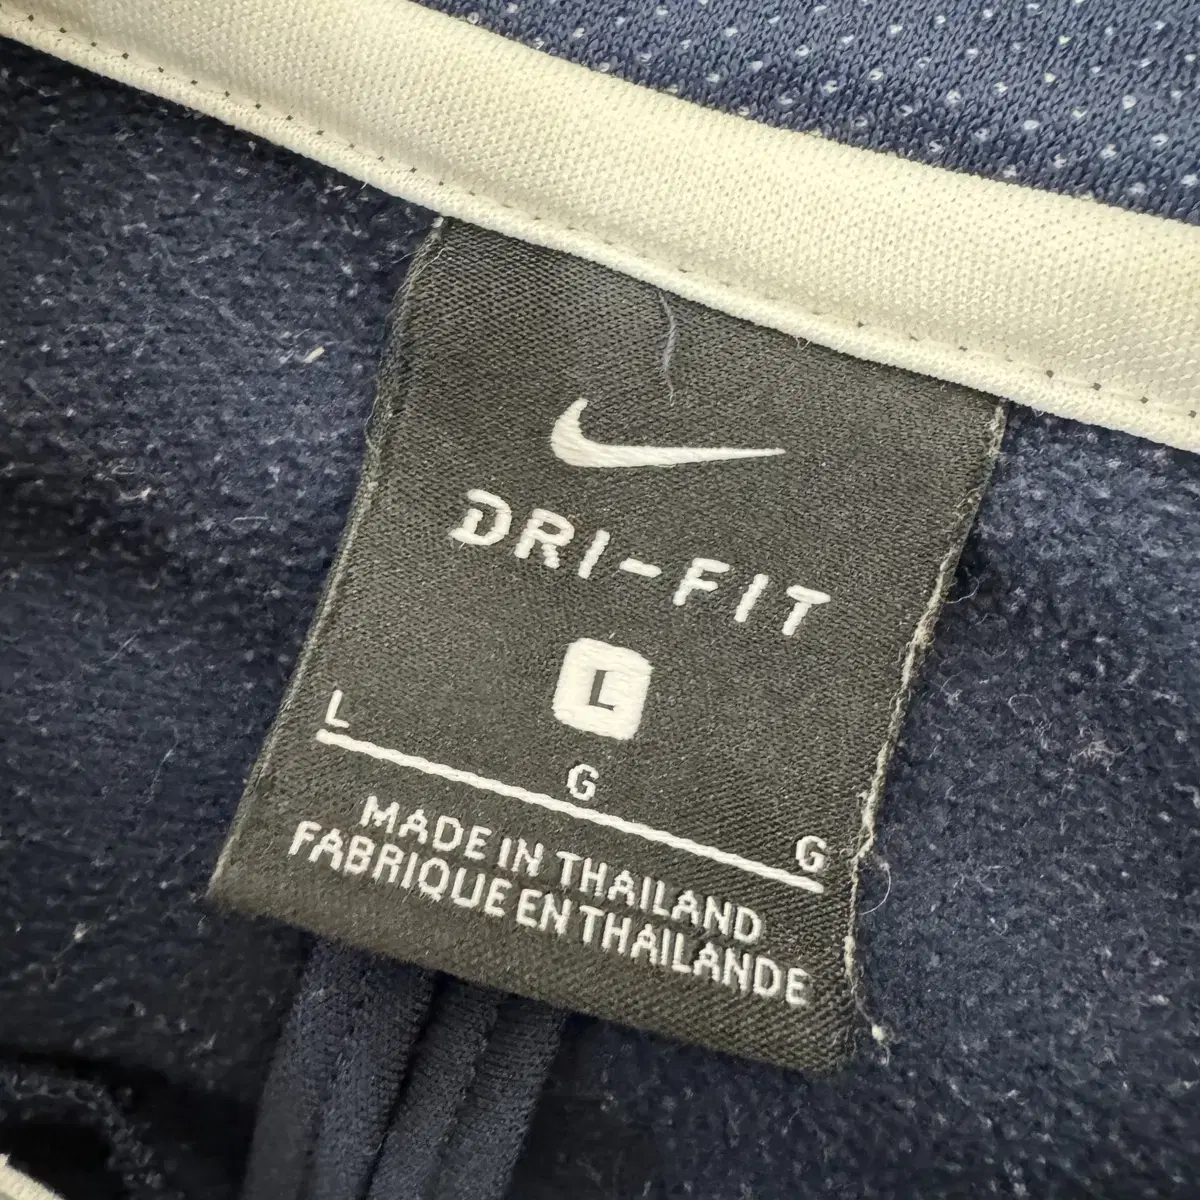 DRI-FIT
L
L
G
G
MADE IN THAILAND
FABRIQUE EN THAILANDE